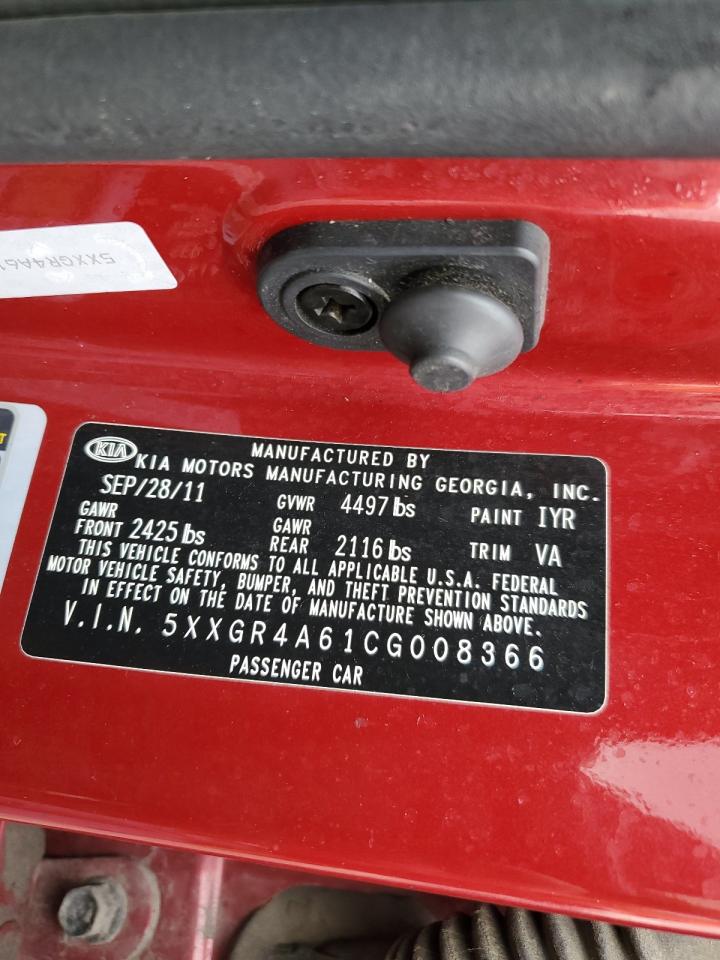 5XXGR4A61
KIA
MANUFACTURED BY
KIA MOTORS MANUFACTURING GEORGIA, INC.
SEP/28/11 GVWR 4497 lbs PAINT IYR
GAWR FRONT 2425 lbs GAWR REAR 2116 lbs TRIM VA
THIS VEHICLE CONFORMS TO ALL APPLICABLE U.S.A. FEDERAL
MOTOR VEHICLE SAFETY, BUMPER, AND THEFT PREVENTION STANDARDS
IN EFFECT ON THE DATE OF MANUFACTURE SHOWN ABOVE.
V.I.N. 5XXGR4A61CG008366
PASSENGER CAR